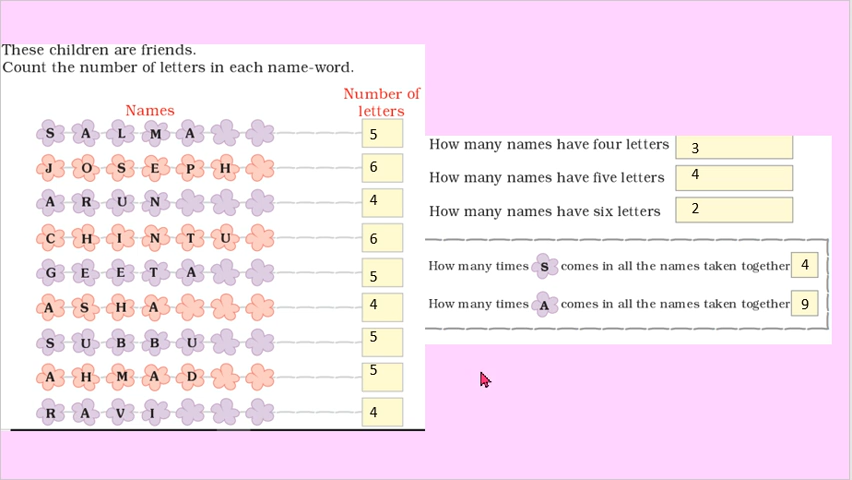 These children are friends.
Count the number of letters in each name-word.
Names
Number of
letters
S A L M A 5
J O S E P H 6
A R U N 4
C H I N T U 6
G E E T A 5
A S H A 4
S U B B U 5
A H M A D 5
R A V I 4
How many names have four letters 3
How many names have five letters 4
How many names have six letters 2
How many times S comes in all the names taken together 4
How many times A comes in all the names taken together 9